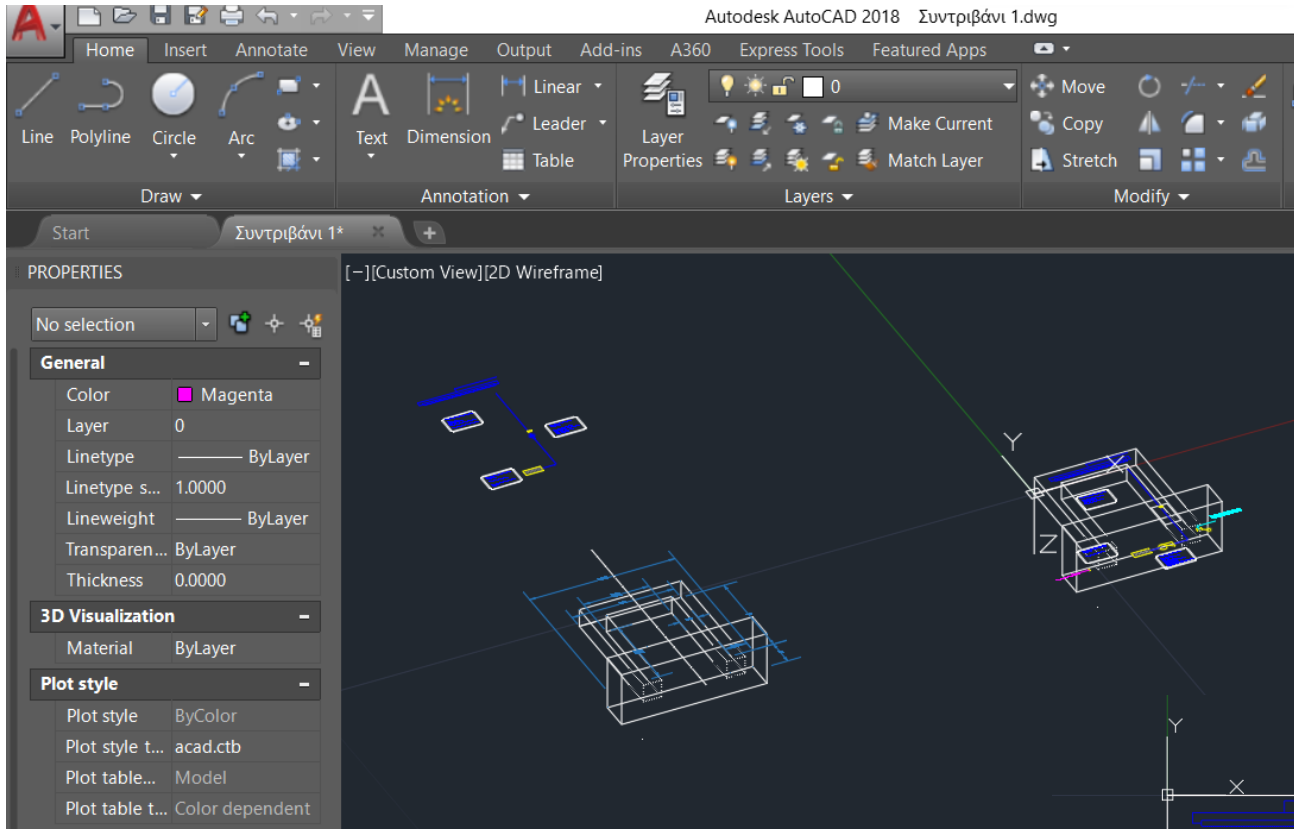 Autodesk AutoCAD 2018 Συντριβάνι 1.dwg
Home Insert Annotate View Manage Output Add-ins A360 Express Tools Featured Apps
0 Move
Linear
Leader Make Current Copy
Line Polyline Circle Arc Text Dimension Layer Properties
Table Match Layer Stretch
Draw Annotation Layers Modify
Start Συντριβάνι 1*
PROPERTIES
[−][Custom View][2D Wireframe]
No selection
General
Color Magenta
Layer 0
Linetype ByLayer
Linetype s... 1.0000
Lineweight ByLayer
Transparen... ByLayer
Thickness 0.0000
3D Visualization
Material ByLayer
Plot style
Plot style ByColor
Plot style t... acad.ctb
Plot table... Model
Plot table t... Color dependent
Y
X
Z
Y
X